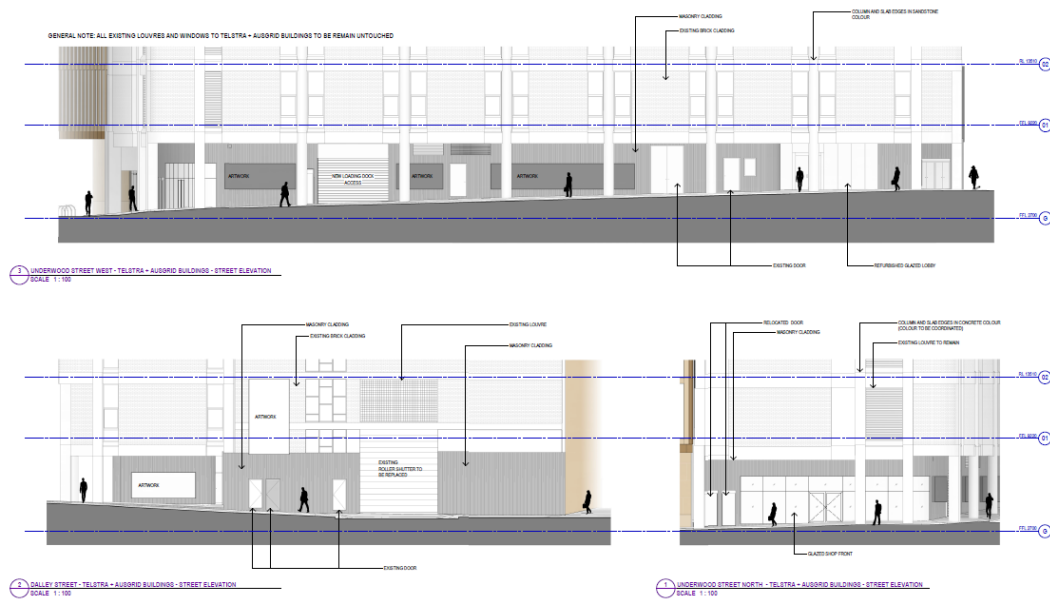 GENERAL NOTE: ALL EXISTING LOUVRES AND WINDOWS TO TELSTRA + AUSGRID BUILDINGS TO BE REMAIN UNTOUCHED
MASONRY CLADDING
EXISTING BRICK CLADDING
COLUMN AND SLAB EDGES IN SANDSTONE
COLOUR
02
01
ARTWORK
NEW LOADING DOCK
ACCESS
ARTWORK
ARTWORK
G
EXISTING DOOR
REFURBISHED GLAZED LOBBY
3
UNDERWOOD STREET WEST - TELSTRA + AUSGRID BUILDINGS - STREET ELEVATION
SCALE 1 : 100
MASONRY CLADDING
EXISTING BRICK CLADDING
EXISTING LOUVRE
MASONRY CLADDING
ARTWORK
EXISTING
ROLLER SHUTTER TO
BE REPLACED
ARTWORK
EXISTING DOOR
2
DALLEY STREET - TELSTRA + AUSGRID BUILDINGS - STREET ELEVATION
SCALE 1 : 100
RELOCATED DOOR
MASONRY CLADDING
COLUMN AND SLAB EDGES IN CONCRETE COLOUR
(COLOUR TO BE COORDINATED)
EXISTING LOUVRE TO REMAIN
02
01
G
GLAZED SHOP FRONT
1
UNDERWOOD STREET NORTH - TELSTRA + AUSGRID BUILDINGS - STREET ELEVATION
SCALE 1 : 100